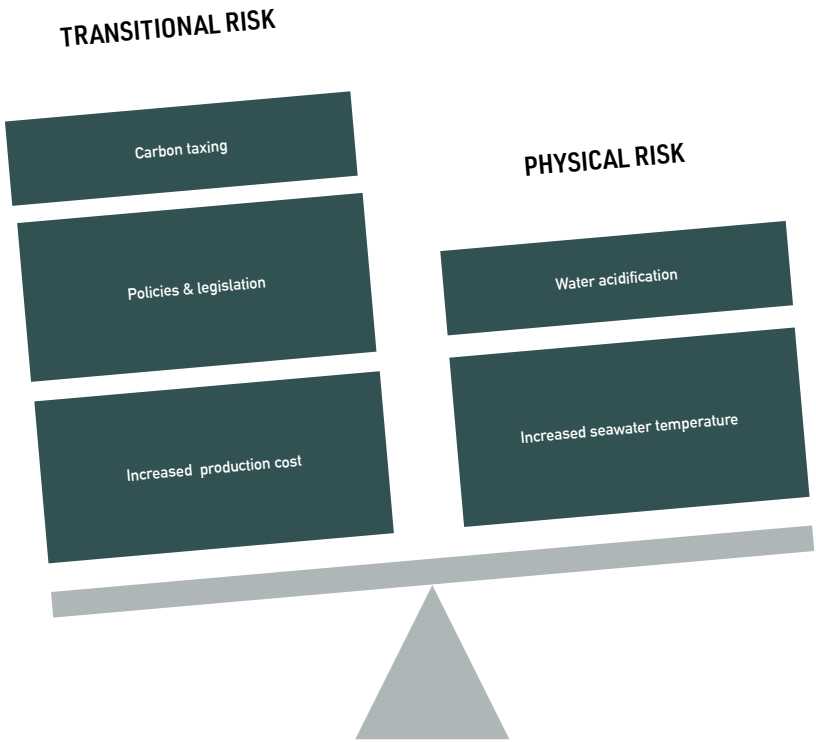 TRANSITIONAL RISK
Carbon taxing
Policies & legislation
Increased production cost
PHYSICAL RISK
Water acidification
Increased seawater temperature